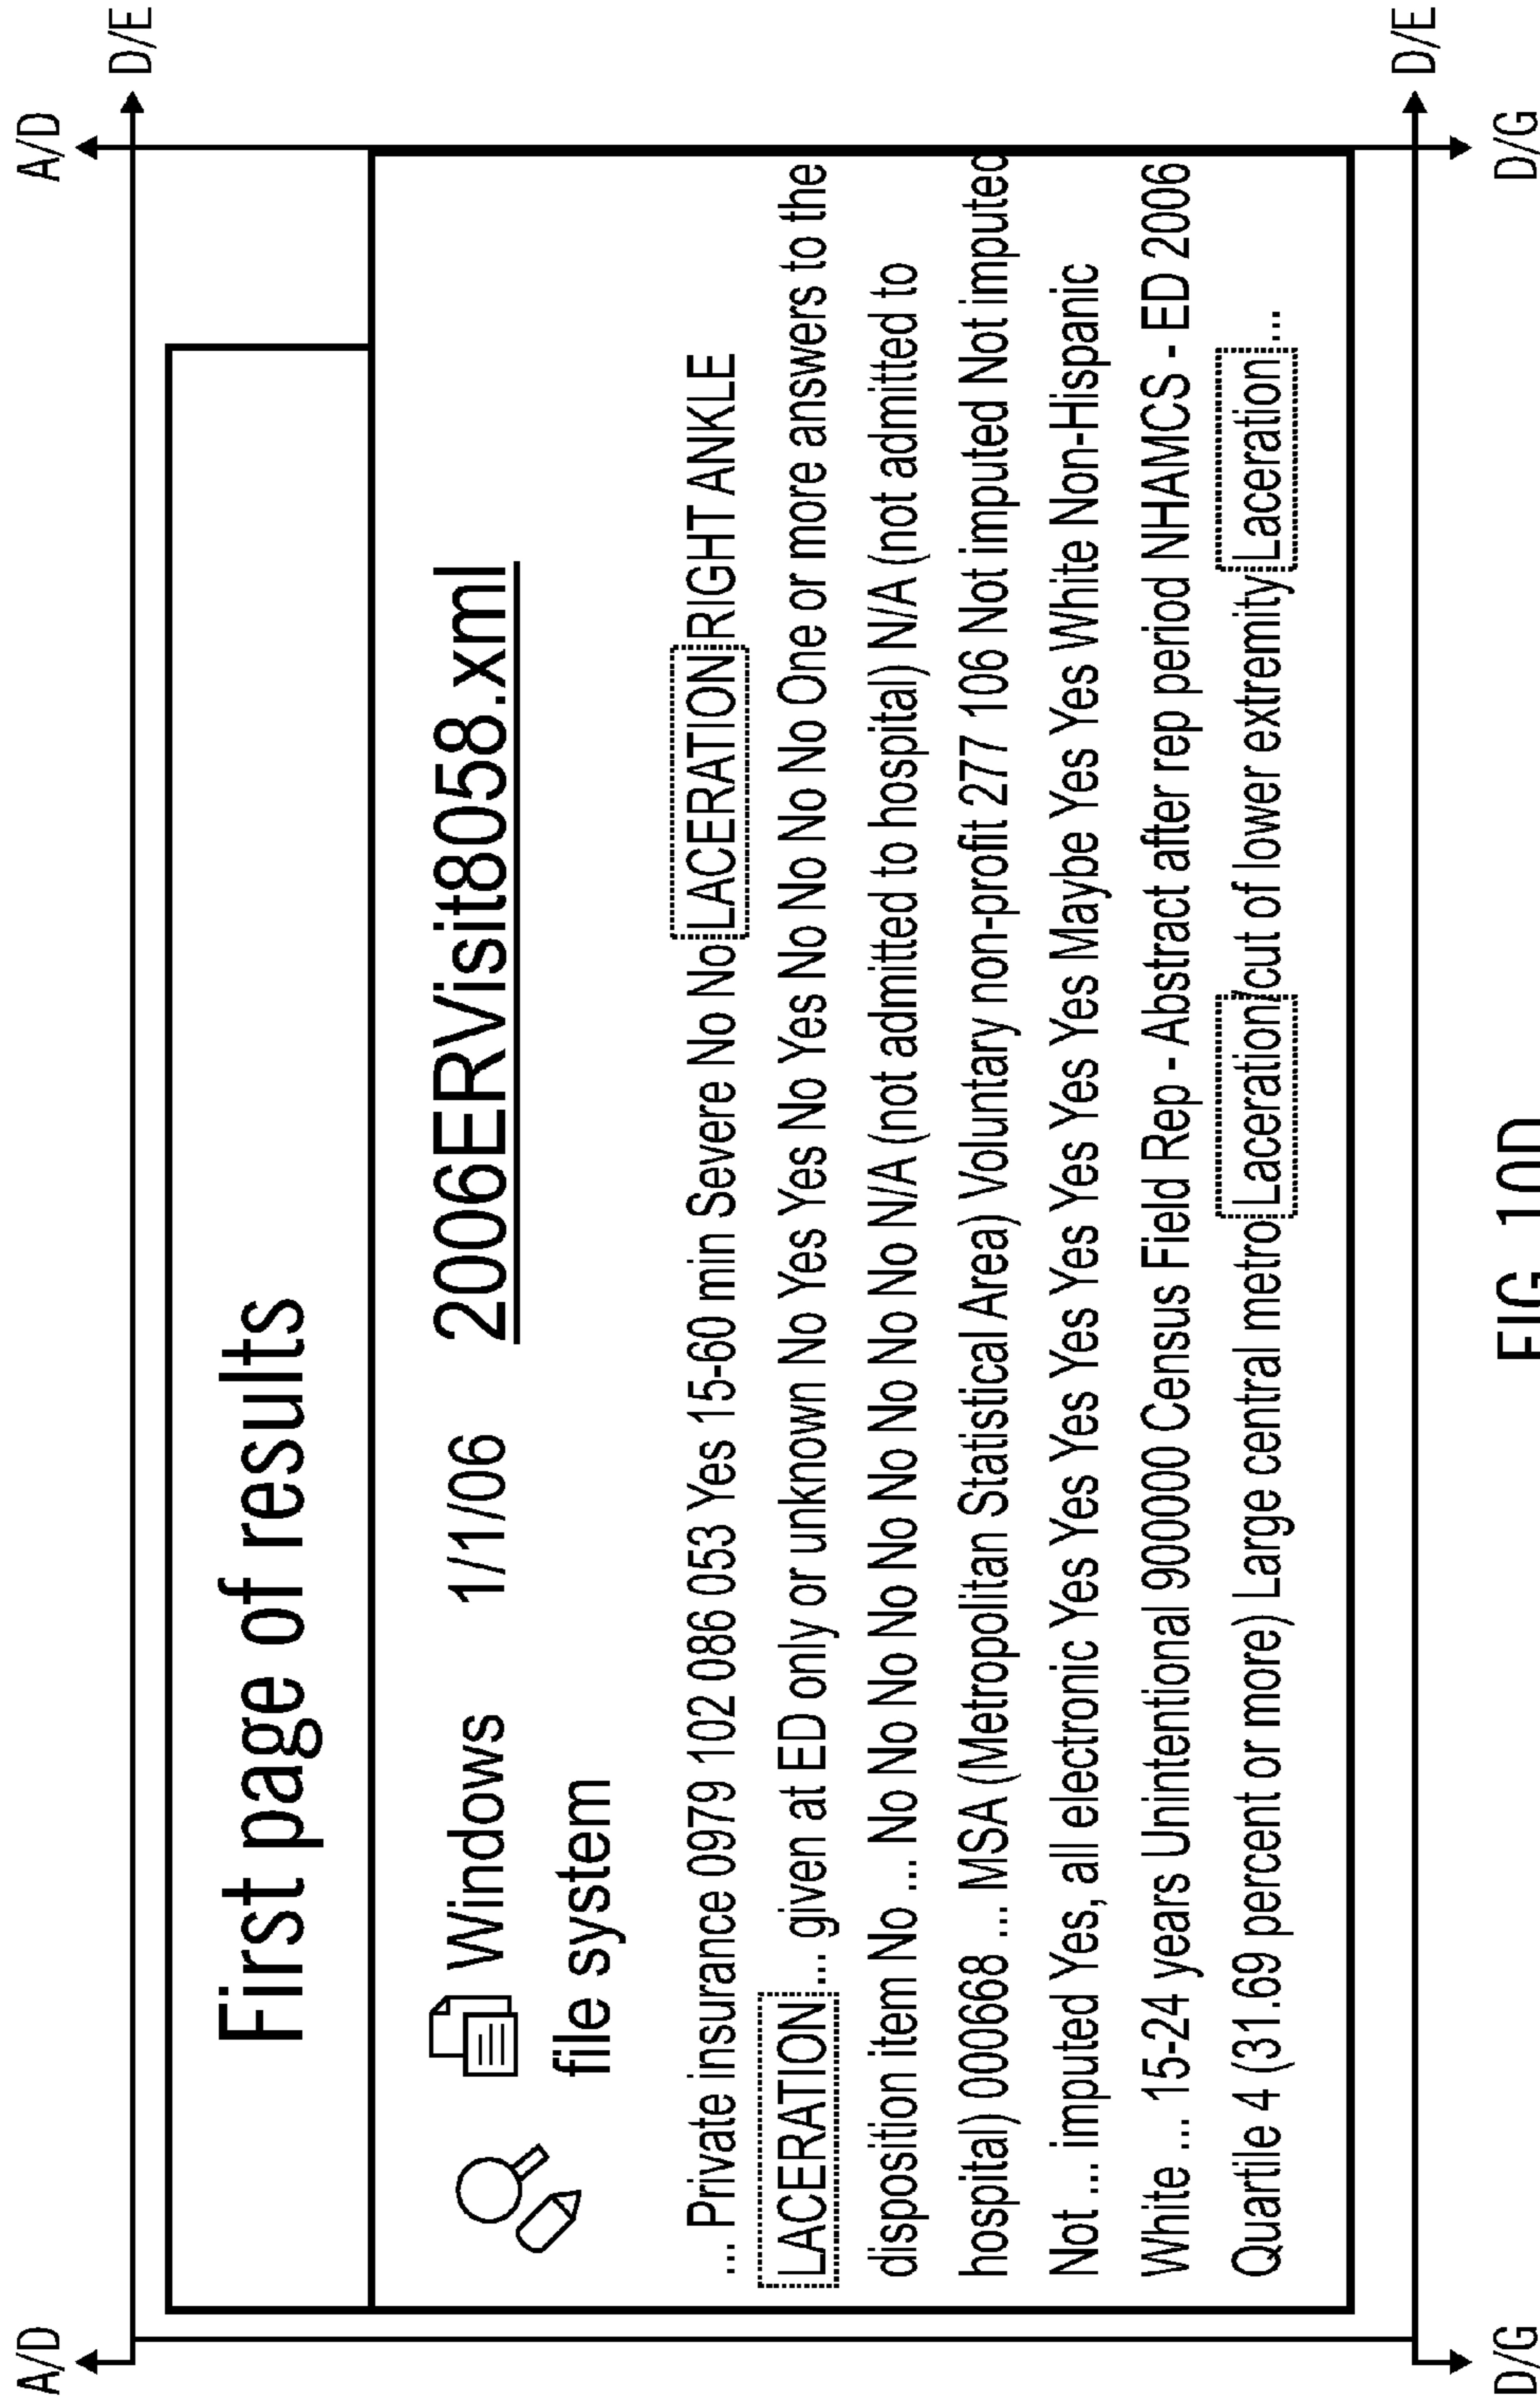 A/D A/D
D/E
First page of results
Windows 1/1/06 2006ERVisit8058.xml
file system
... Private insurance 0979 102 086 053 Yes 15-60 min Severe No No LACERATION RIGHT ANKLE
LACERATION ... given at ED only or unknown No Yes Yes No Yes No Yes No No No No One or more answers to the
disposition item No ... No No No No No No No No No N/A (not admitted to hospital) N/A (not admitted to
hospital) 000668 ... MSA (Metropolitan Statistical Area) Voluntary non-profit 277 106 Not imputed Not imputed
Not ... imputed Yes, all electronic Yes Yes Yes Yes Yes Yes Yes Maybe Yes Yes White Non-Hispanic
White ... 15-24 years Unintentional 900000 Census Field Rep - Abstract after rep period NHAMCS - ED 2006
Quartile 4 (31.69 percent or more) Large central metro Laceration/cut of lower extremity Laceration ...
D/E
D/G D/G
FIG.10D